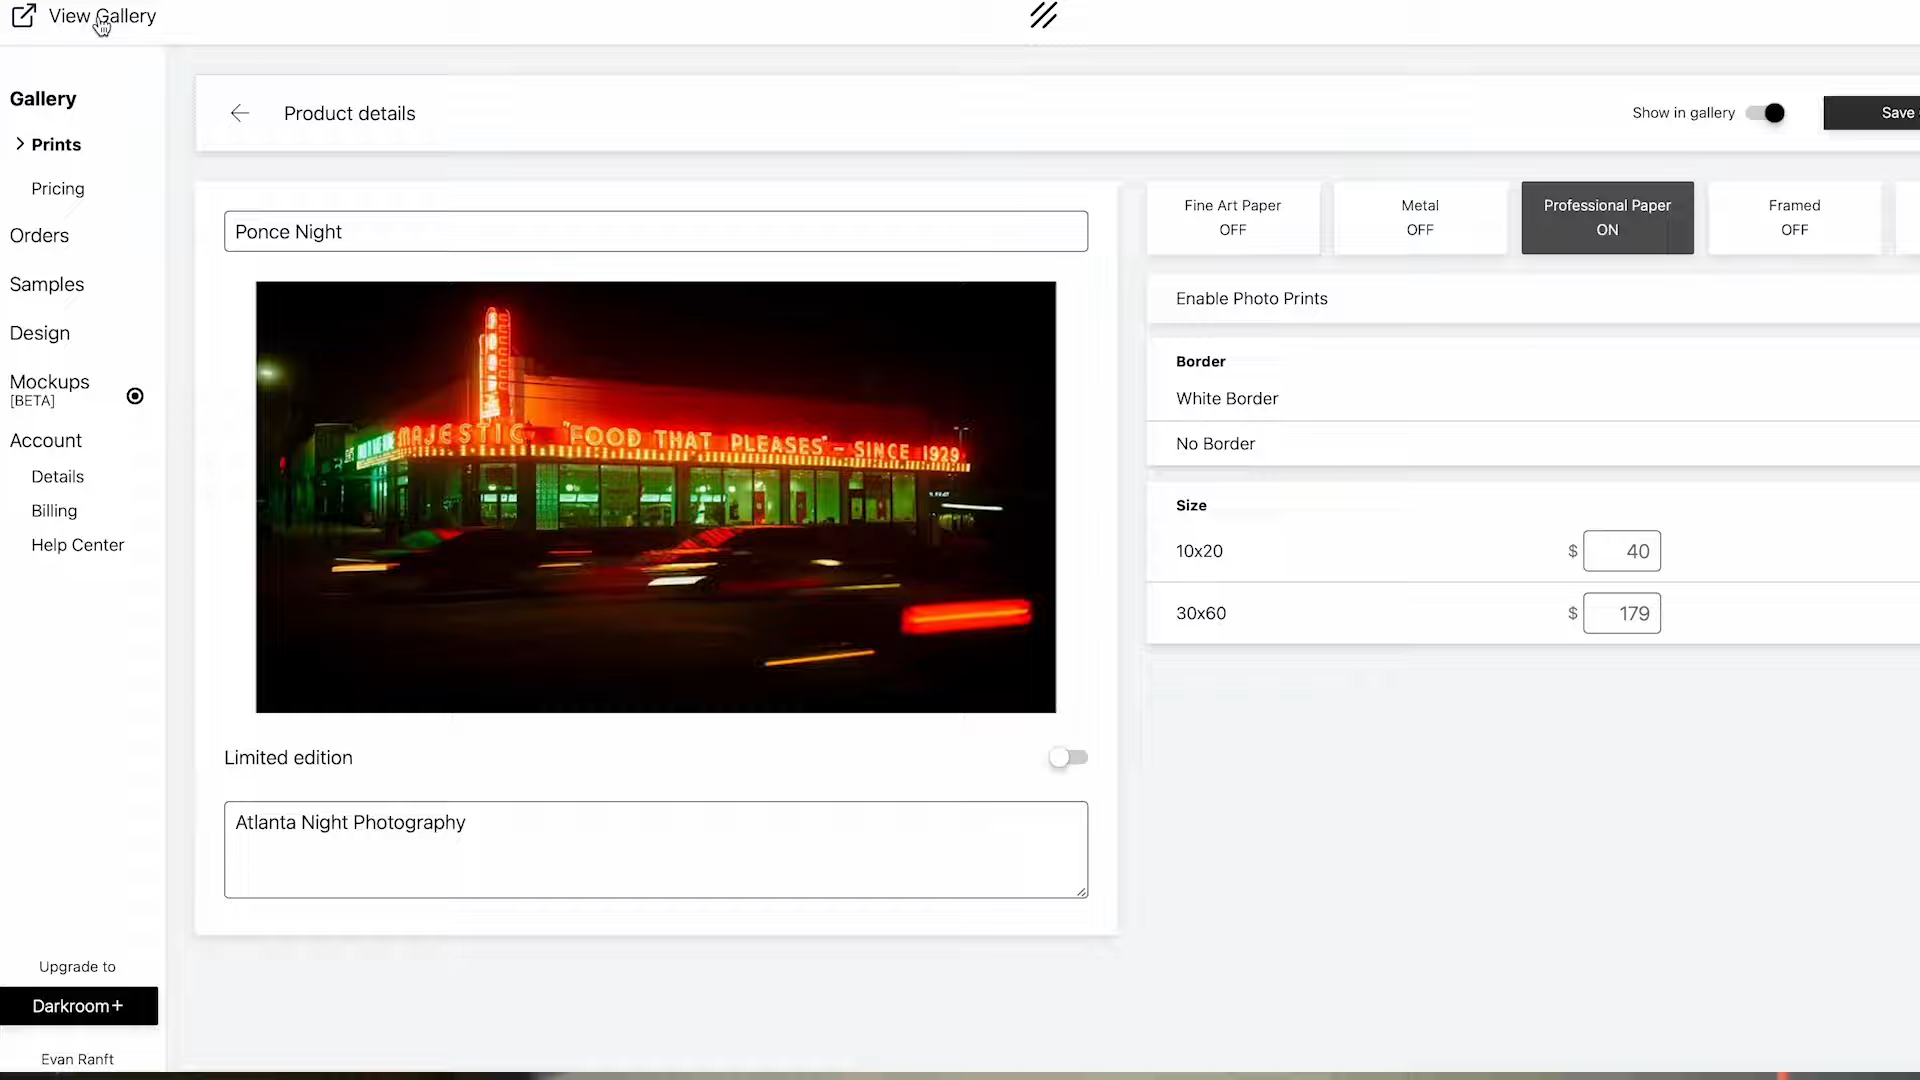 View Gallery
Gallery
Prints
Pricing
Orders
Samples
Design
Mockups
[BETA]
Account
Details
Billing
Help Center
Upgrade to
Darkroom+
Evan Ranft
Product details
Show in gallery
Save
Ponce Night
MAJESTIC "FOOD THAT PLEASES" – SINCE 1929
Limited edition
Atlanta Night Photography
Fine Art Paper
OFF
Metal
OFF
Professional Paper
ON
Framed
OFF
Enable Photo Prints
Border
White Border
No Border
Size
10x20
$ 40
30x60
$ 179